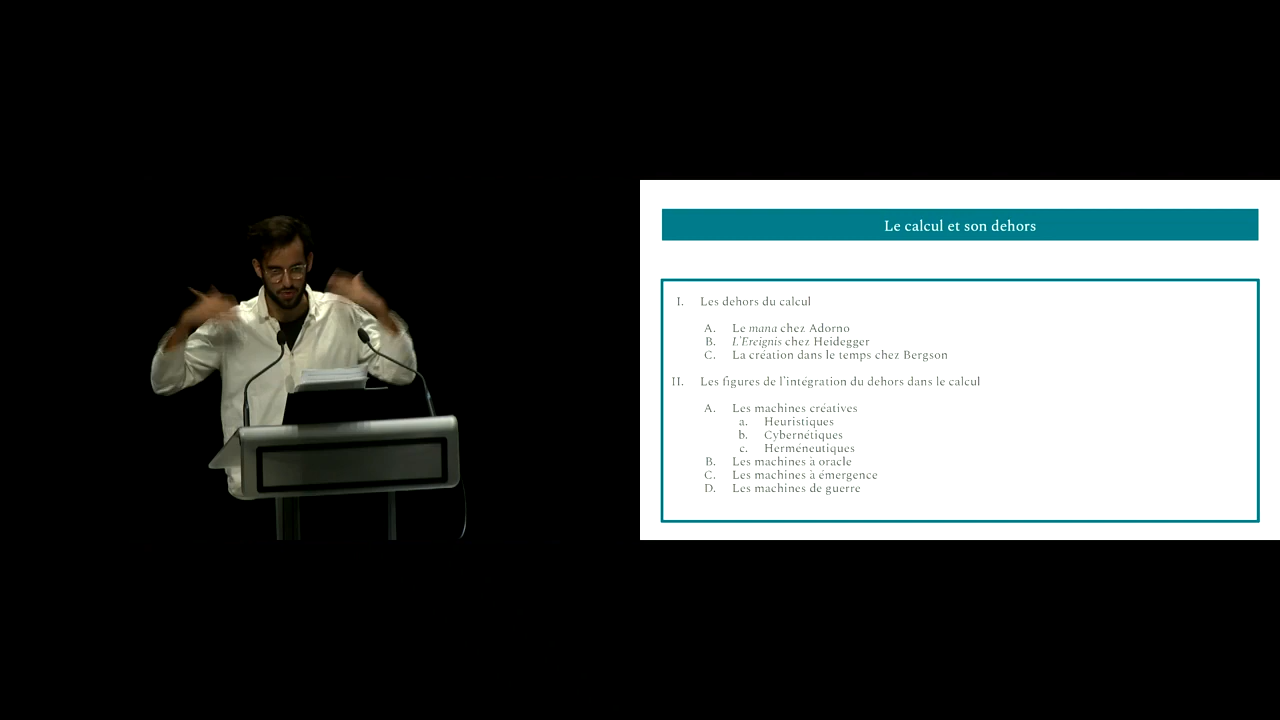 Le calcul et son dehors
I. Les dehors du calcul
A. Le mana chez Adorno
B. L'Ereignis chez Heidegger
C. La création dans le temps chez Bergson
II. Les figures de l'intégration du dehors dans le calcul
A. Les machines créatives
a. Heuristiques
b. Cybernétiques
c. Herméneutiques
B. Les machines à oracle
C. Les machines à émergence
D. Les machines de guerre